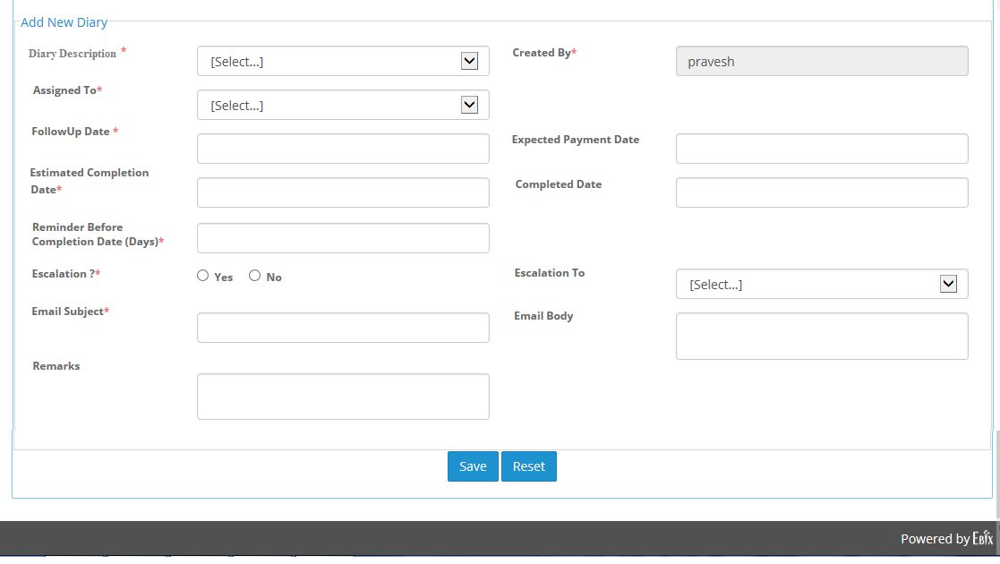 Add New Diary
Diary Description *
[Select...]
Created By*
pravesh
Assigned To*
[Select...]
FollowUp Date *
Expected Payment Date
Estimated Completion
Date*
Completed Date
Reminder Before
Completion Date (Days)*
Escalation ?*
Yes No
Escalation To
[Select...]
Email Subject*
Email Body
Remarks
Save Reset
Powered by Ebix